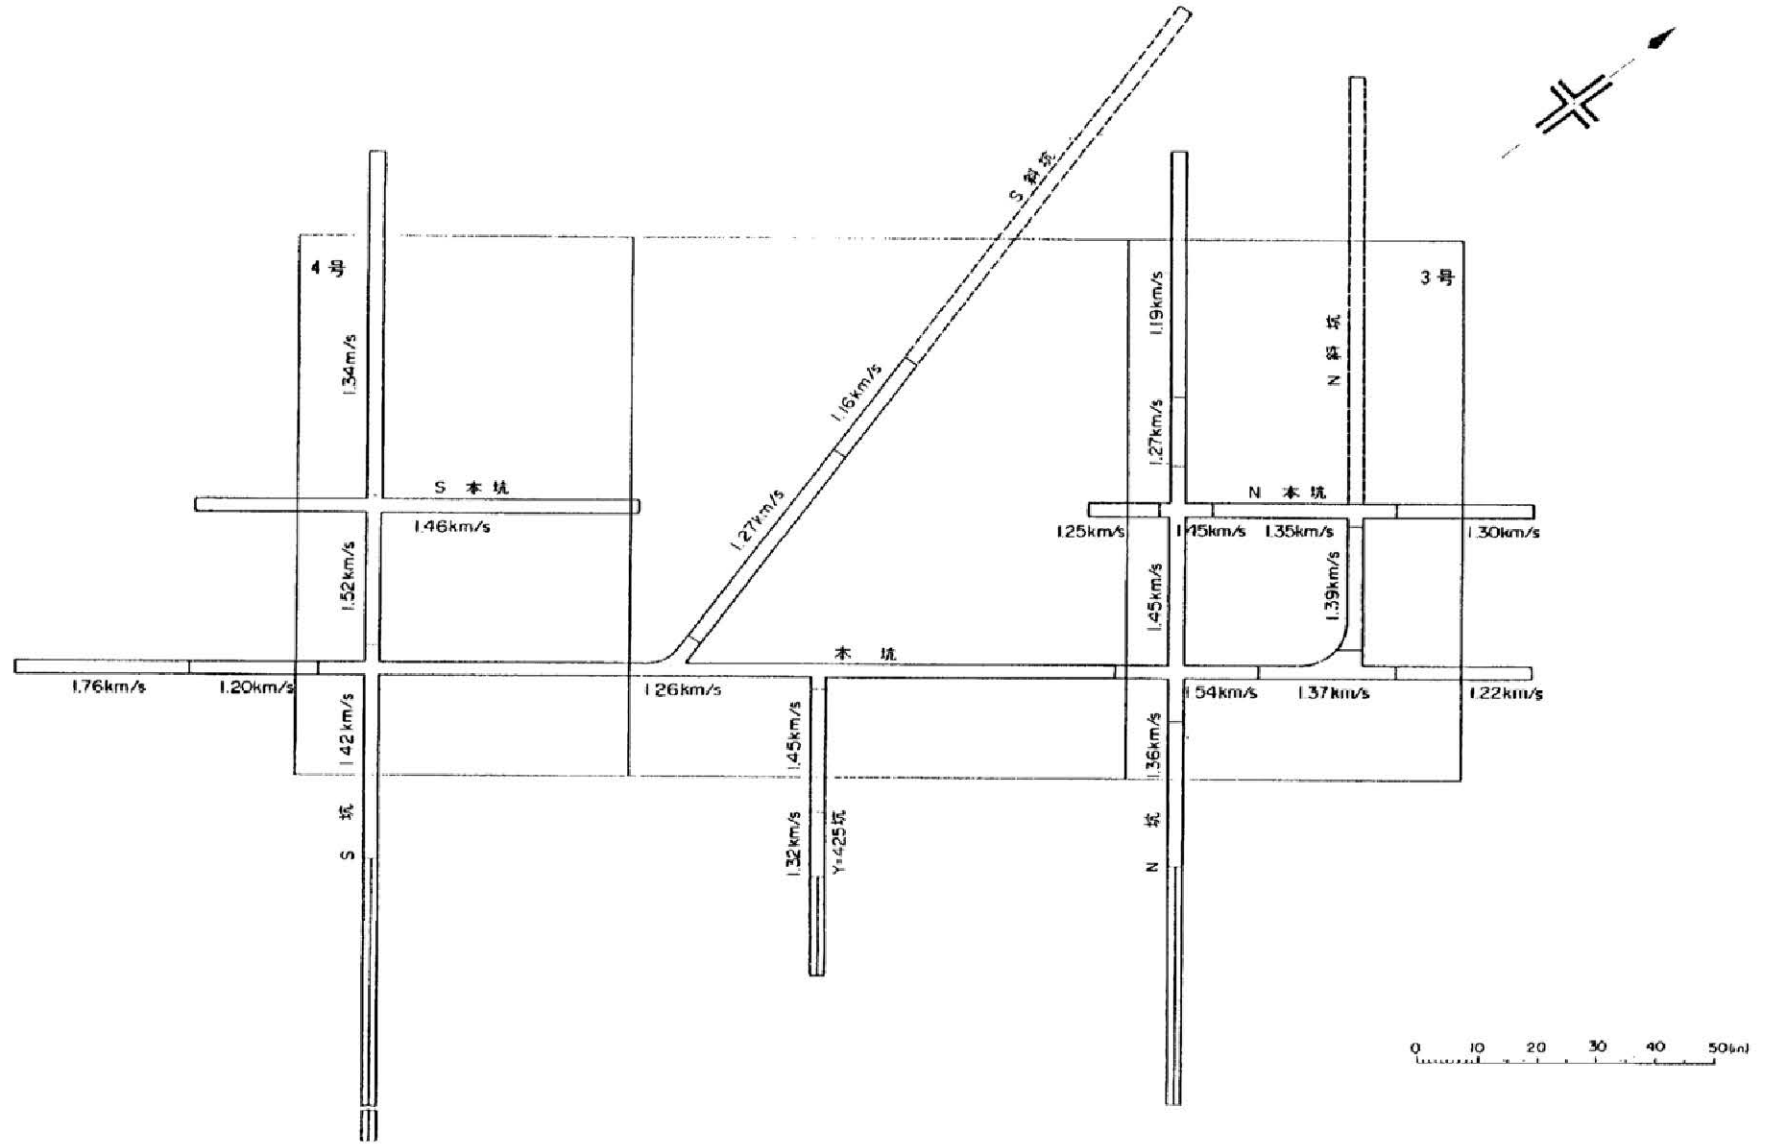 S 斜坑
4号
3号
1.19km/s
1.34m/s
N 斜坑
1.16km/s
1.27km/s
S 本坑
N 本坑
1.46km/s
1.27km/s
1.25km/s
1.45km/s
1.35km/s
1.30km/s
1.52km/s
1.45km/s
1.39km/s
本 坑
1.76km/s
1.20km/s
1.26km/s
1.54km/s
1.37km/s
1.22km/s
1.42km/s
1.45km/s
1.36km/s
S 坑
1.32km/s
Y=425坑
N 坑
0 10 20 30 40 50(m)